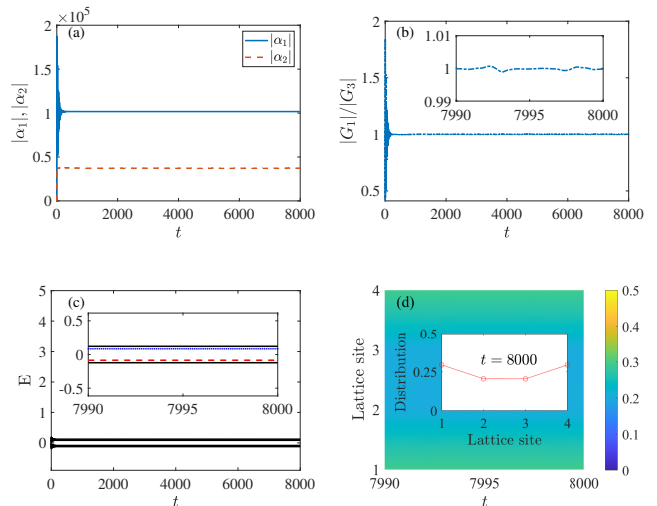 ×10⁵
(a)
|α₁|
|α₂|
2
1.5
1
0.5
0
|α₁|, |α₂|
0 2000 4000 6000 8000
t
(b)
1.01
1
0.99
7990 7995 8000
2
1.5
1
0.5
|G₁|/|G₃|
0 2000 4000 6000 8000
t
(c)
5
4
3
2
1
0
E
0.5
0
-0.5
7990 7995 8000
0 2000 4000 6000 8000
t
(d)
4
3
2
1
Lattice site
0.5
0.25
0
Distribution
t = 8000
1 2 3 4
Lattice site
7990 7995 8000
t
0.5
0.4
0.3
0.2
0.1
0